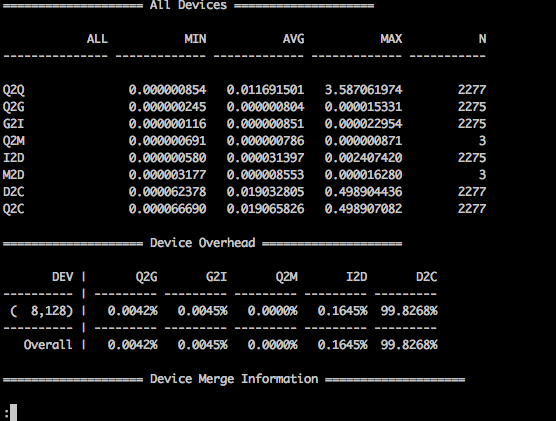 ==================== All Devices ====================
ALL MIN AVG MAX N
--------------- ------------- ------------- ------------- -----------
Q2Q 0.000000854 0.011691501 3.587061974 2277
Q2G 0.000000245 0.000000804 0.000015331 2275
G2I 0.000000116 0.000000851 0.000022954 2275
Q2M 0.000000691 0.000000786 0.000000871 3
I2D 0.000000580 0.000031397 0.002407420 2275
M2D 0.000003177 0.000008553 0.000016280 3
D2C 0.000062378 0.019032805 0.498904436 2277
Q2C 0.000066690 0.019065826 0.498907082 2277
==================== Device Overhead ====================
DEV | Q2G G2I Q2M I2D D2C
---------- | --------- --------- --------- --------- ---------
( 8,128) | 0.0042% 0.0045% 0.0000% 0.1645% 99.8268%
---------- | --------- --------- --------- --------- ---------
Overall | 0.0042% 0.0045% 0.0000% 0.1645% 99.8268%
==================== Device Merge Information ====================
: